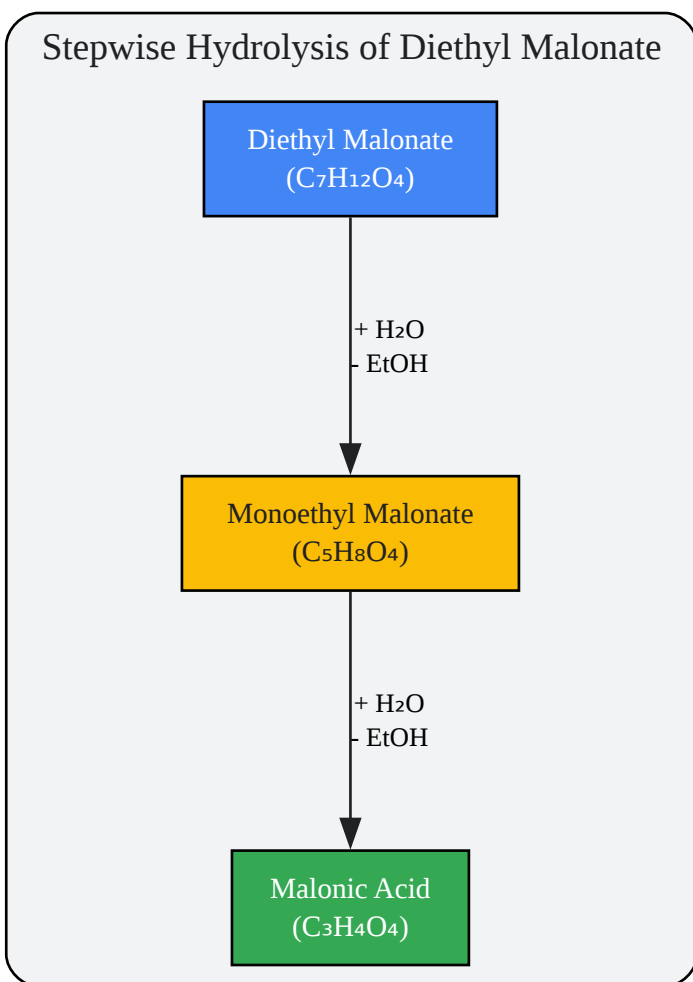 Stepwise Hydrolysis of Diethyl Malonate
Diethyl Malonate
(C₇H₁₂O₄)
+ H₂O
- EtOH
Monoethyl Malonate
(C₅H₈O₄)
+ H₂O
- EtOH
Malonic Acid
(C₃H₄O₄)